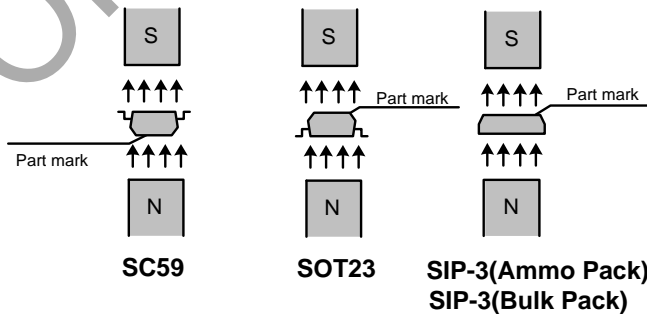 S S S
Part mark Part mark
Part mark
N N N
SC59 SOT23 SIP-3(Ammo Pack)
SIP-3(Bulk Pack)